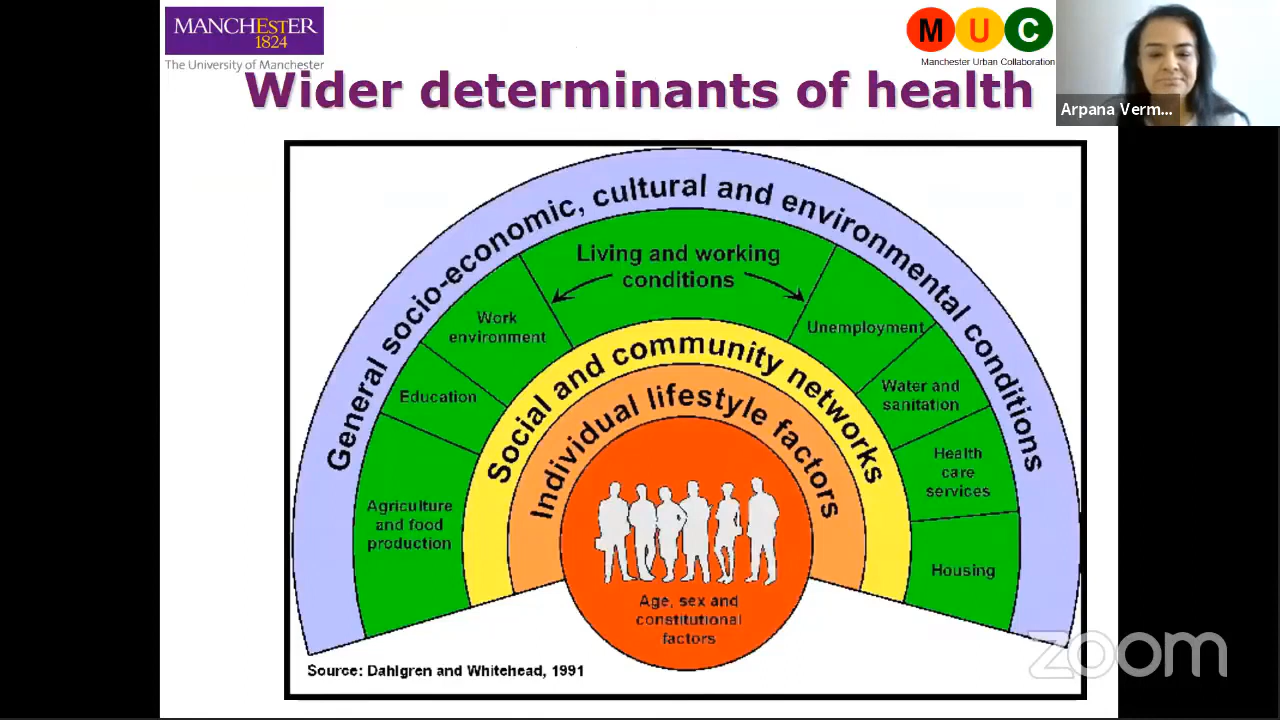 MANCHESTER
1824
The University of Manchester
M U C
Manchester Urban Collaboration
Arpana Verm...
Wider determinants of health
General socio-economic, cultural and environmental conditions
Living and working
conditions
Work
environment
Unemployment
Education
Water and
sanitation
Agriculture
and food
production
Health
care
services
Housing
Social and community networks
Individual lifestyle factors
Age, sex and
constitutional
factors
Source: Dahlgren and Whitehead, 1991
zoom